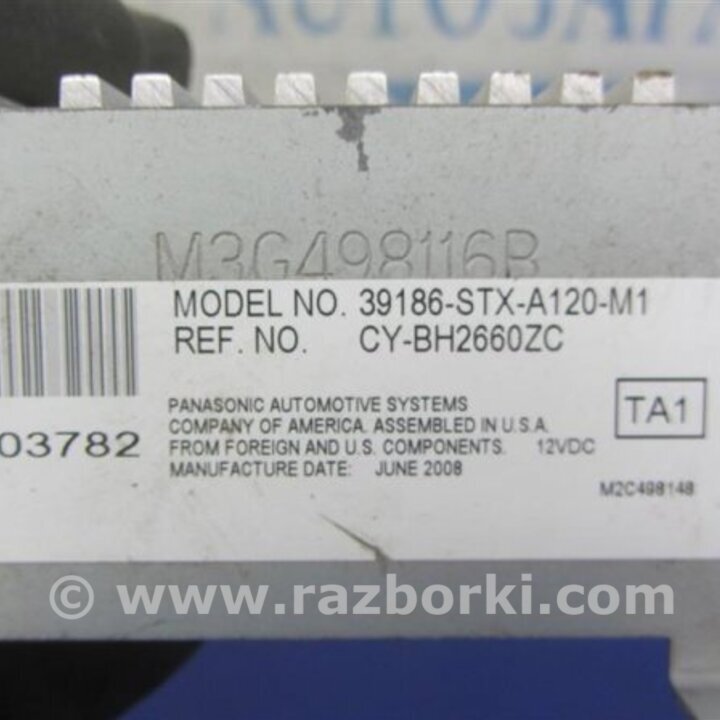 AUTOJAPAN
M3G498116B
MODEL NO. 39186-STX-A120-M1
REF. NO. CY-BH2660ZC
03782
PANASONIC AUTOMOTIVE SYSTEMS
COMPANY OF AMERICA. ASSEMBLED IN U.S.A.
FROM FOREIGN AND U.S. COMPONENTS. 12VDC
MANUFACTURE DATE: JUNE 2008
TA1
M2C498148
© www.razborki.com